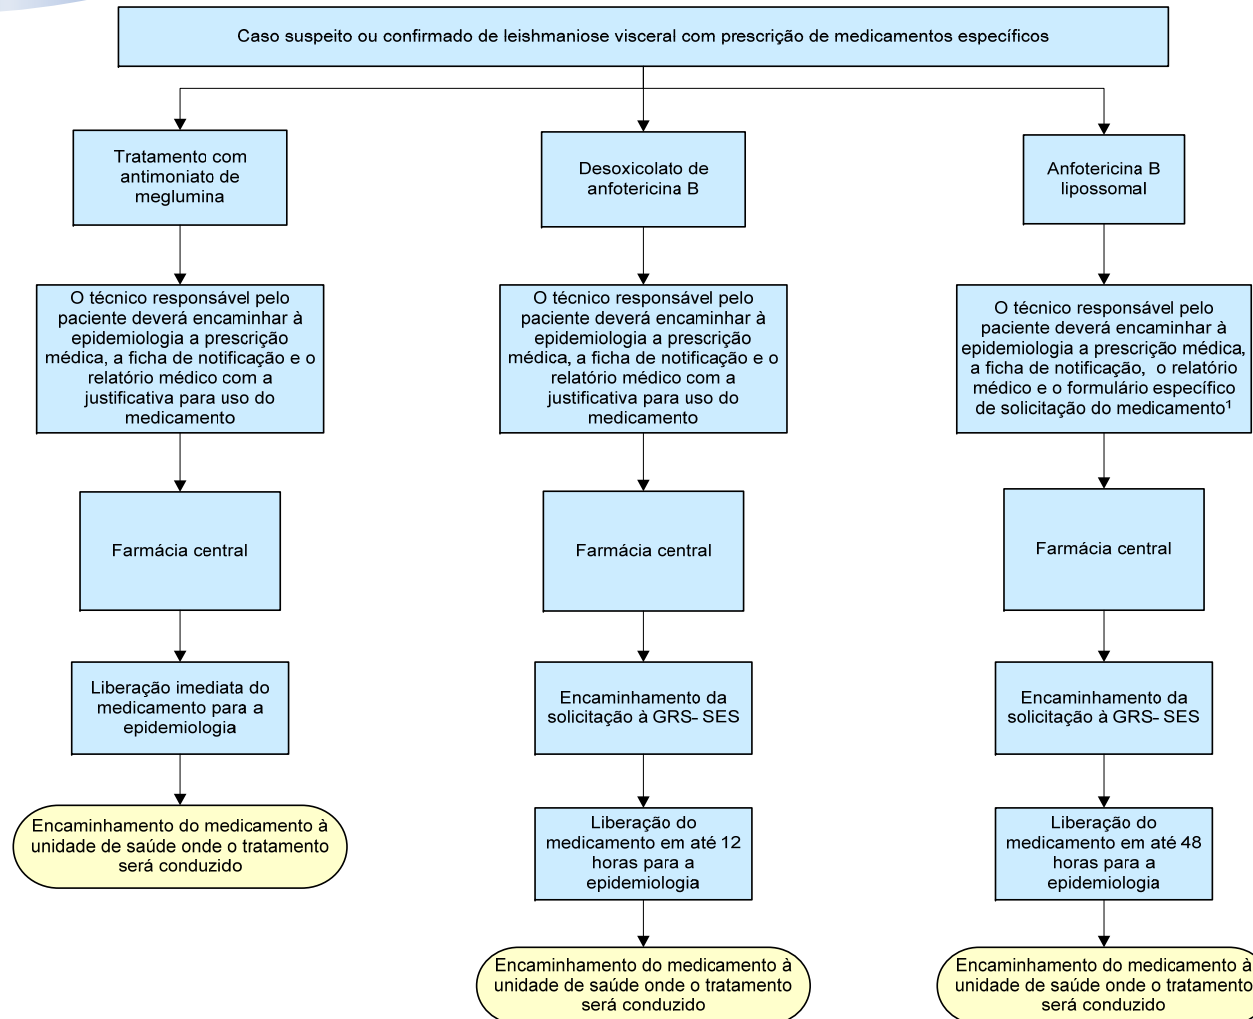 Caso suspeito ou confirmado de leishmaniose visceral com prescrição de medicamentos específicos
Tratamento com
antimoniato de
meglumina
O técnico responsável pelo
paciente deverá encaminhar à
epidemiologia a prescrição
médica, a ficha de notificação e o
relatório médico com a
justificativa para uso do
medicamento
Farmácia central
Liberação imediata do
medicamento para a
epidemiologia
Encaminhamento do medicamento à
unidade de saúde onde o tratamento
será conduzido
Desoxicolato de
anfotericina B
O técnico responsável pelo
paciente deverá encaminhar à
epidemiologia a prescrição
médica, a ficha de notificação e o
relatório médico com a
justificativa para uso do
medicamento
Farmácia central
Encaminhamento da
solicitação à GRS- SES
Liberação do
medicamento em até 12
horas para a
epidemiologia
Encaminhamento do medicamento à
unidade de saúde onde o tratamento
será conduzido
Anfotericina B
lipossomal
O técnico responsável pelo
paciente deverá encaminhar à
epidemiologia a prescrição médica,
a ficha de notificação, o relatório
médico e o formulário específico
de solicitação do medicamento¹
Farmácia central
Encaminhamento da
solicitação à GRS- SES
Liberação do
medicamento em até 48
horas para a
epidemiologia
Encaminhamento do medicamento à
unidade de saúde onde o tratamento
será conduzido